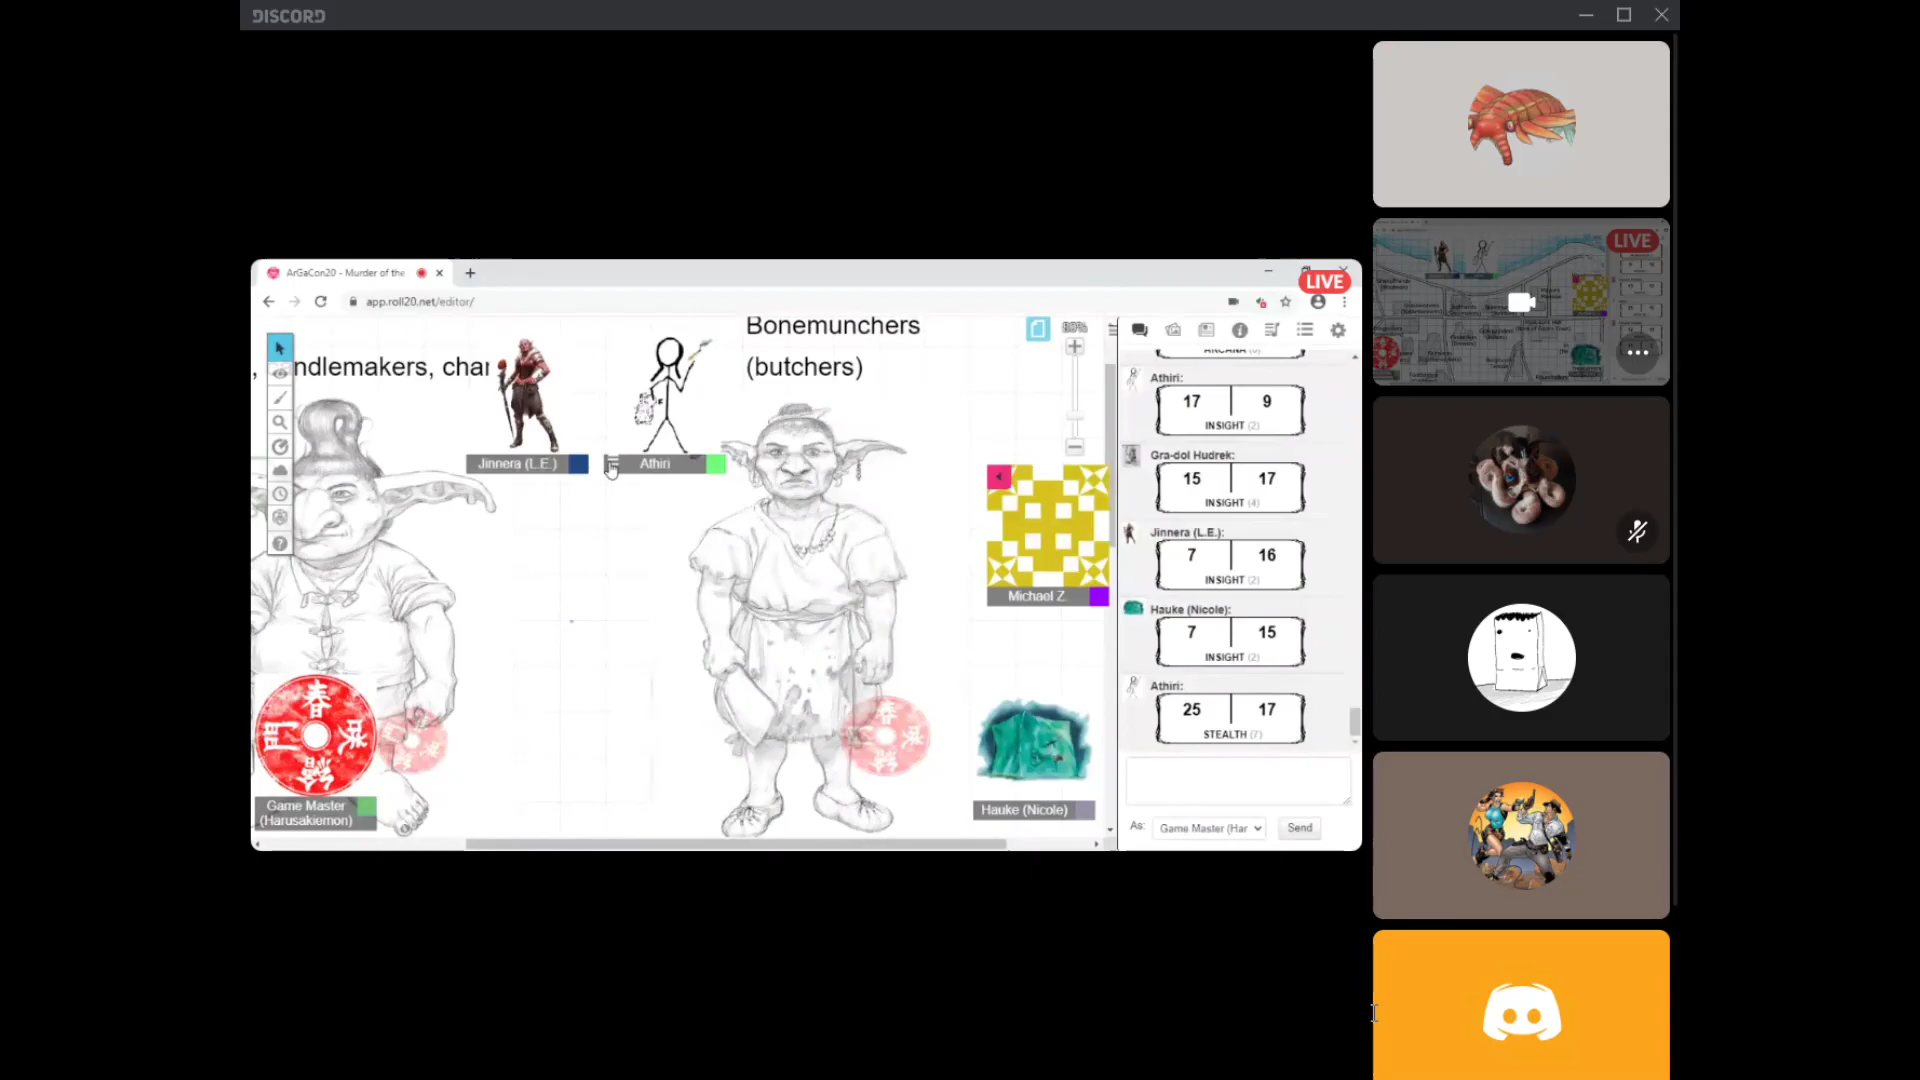 DISCORD
ArGaCon20 - Murder of the
LIVE
app.roll20.net/editor/
LIVE
Bonemunchers
(butchers)
, ndlemakers, char
Jinnera (L.E.)
Athiri
Michael Z.
Game Master
(Harusakiemon)
Hauke (Nicole)
春
Athiri:
17 9
INSIGHT (2)
Gra-dol Hudrek:
15 17
INSIGHT (4)
Jinnera (L.E.):
7 16
INSIGHT (2)
Hauke (Nicole):
7 15
INSIGHT (2)
Athiri:
25 17
STEALTH (7)
As:
Game Master (Har
Send